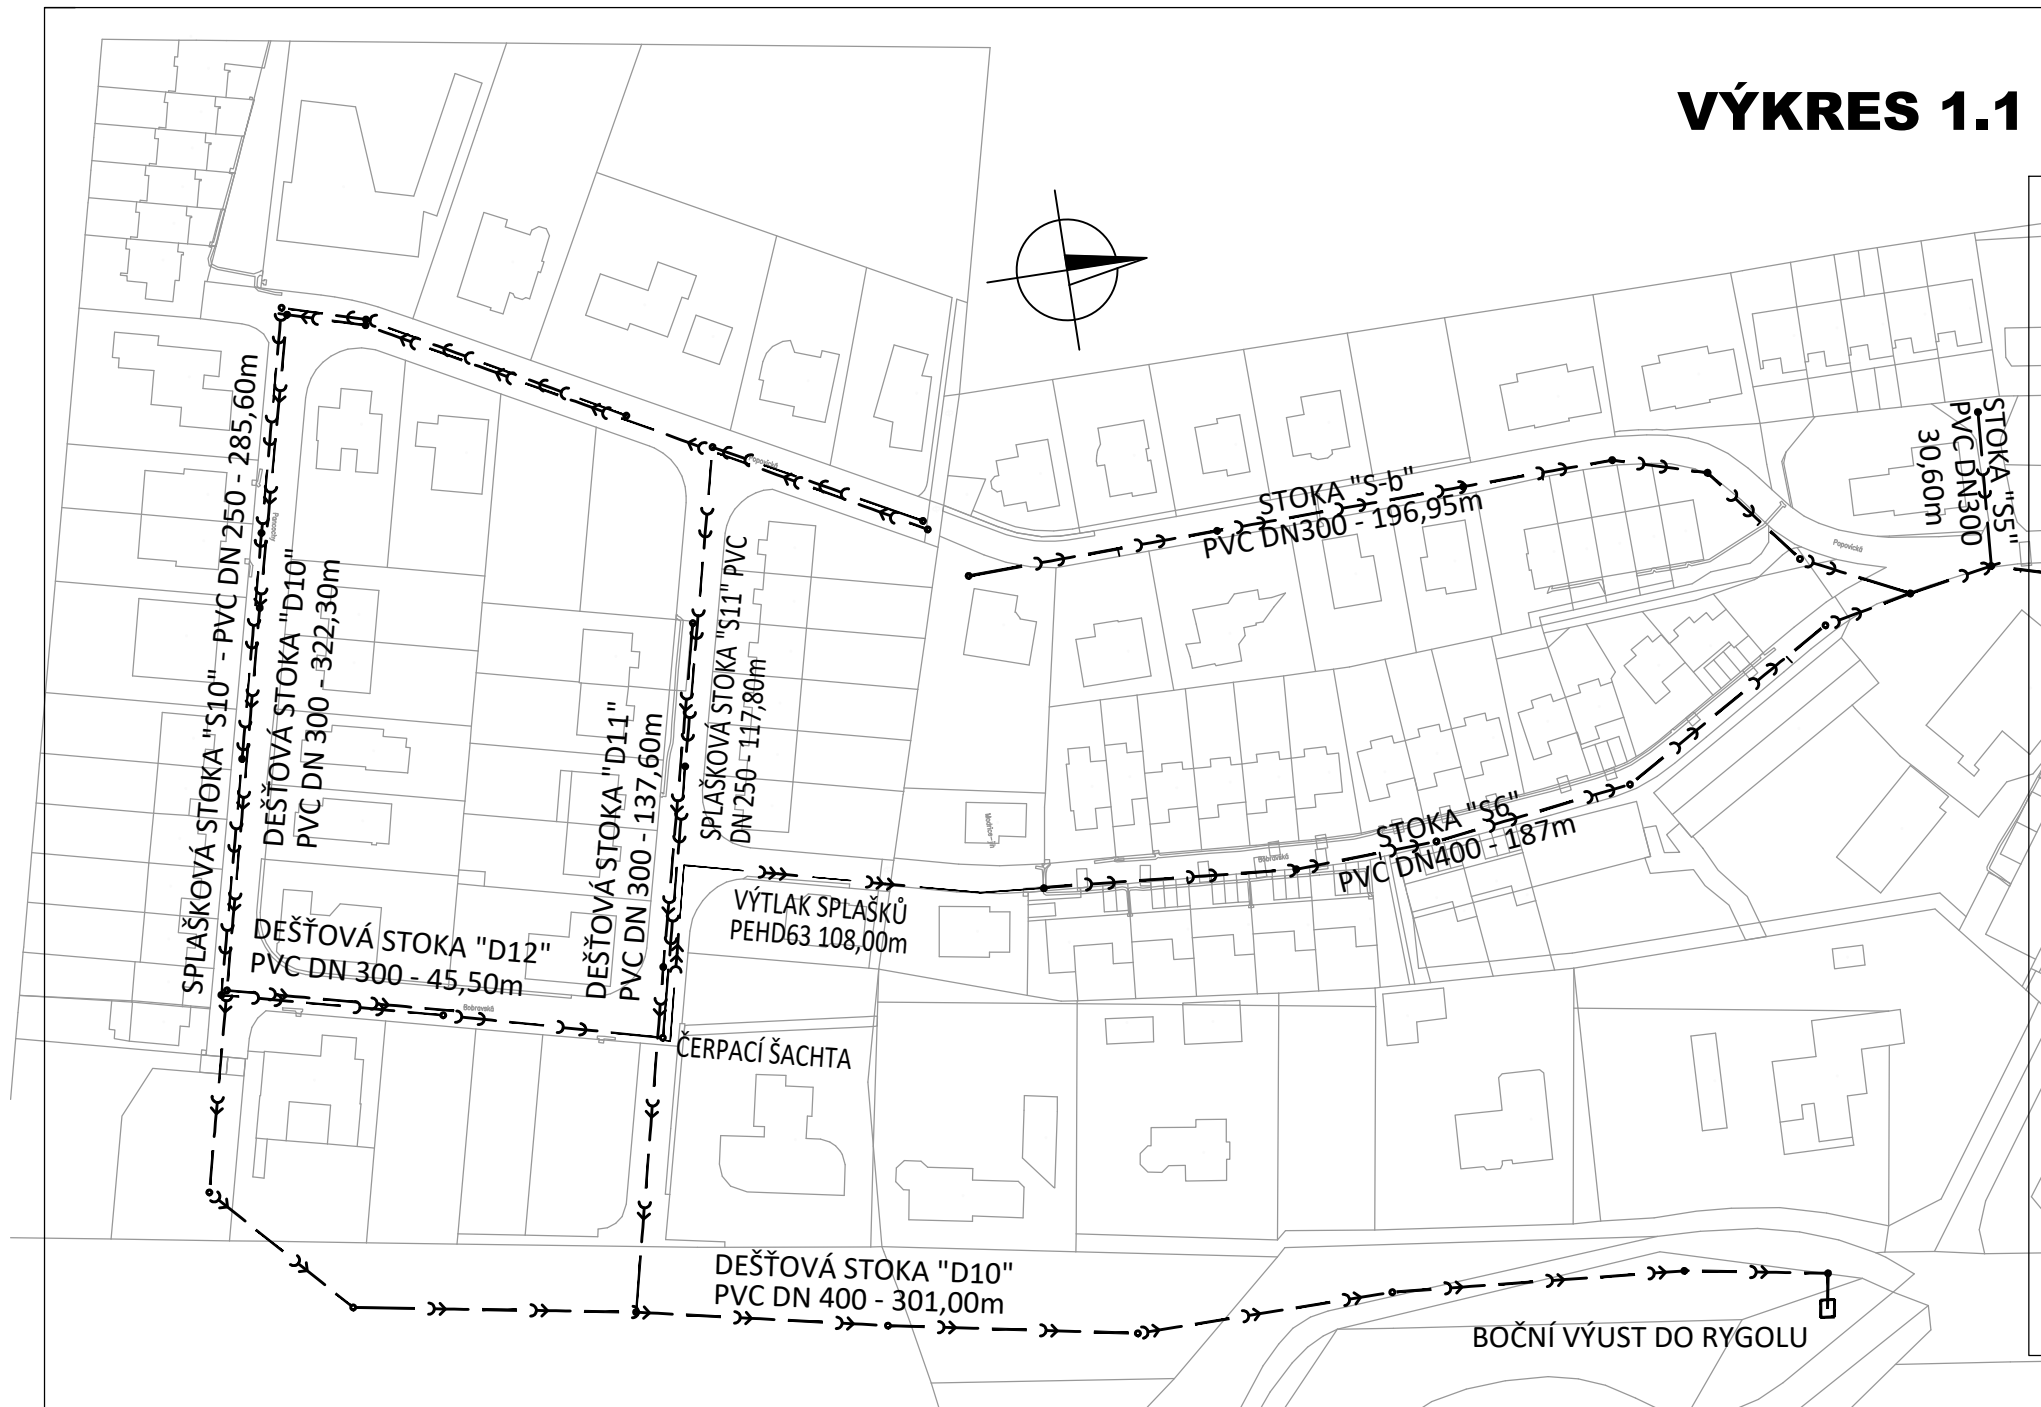 VÝKRES 1.1
STOKA "S5"
PVC DN300
30,60m
STOKA "S-b"
PVC DN300 - 196,95m
Popovická
Popovická
SPLAŠKOVÁ STOKA "S10" - PVC DN 250 - 285,60m
DEŠŤOVÁ STOKA "D10"
PVC DN 300 - 322,30m
DEŠŤOVÁ STOKA "D11"
PVC DN 300 - 137,60m
SPLAŠKOVÁ STOKA "S11" PVC
DN 250 - 117,80m
STOKA "S6"
PVC DN400 - 187m
Bobrovská
VÝTLAK SPLAŠKŮ
PEHD63 108,00m
DEŠŤOVÁ STOKA "D12"
PVC DN 300 - 45,50m
Bobrovská
ČERPACÍ ŠACHTA
DEŠŤOVÁ STOKA "D10"
PVC DN 400 - 301,00m
BOČNÍ VÝUST DO RYGOLU